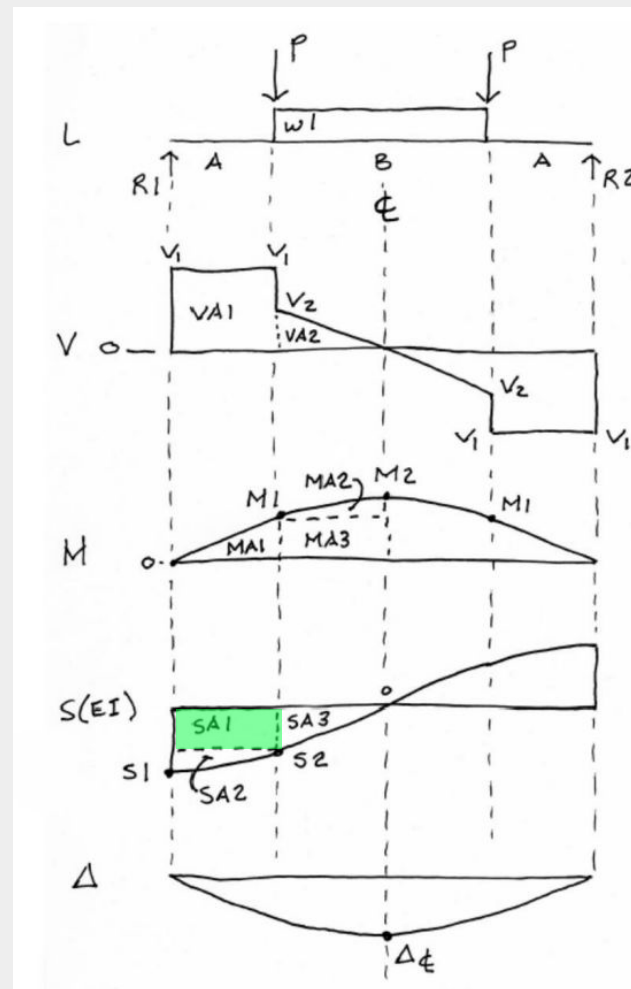 P P
w1
L
A B A
R1 R2
℄
V₁ V₁
V₂
VA1
VA2
V 0
V₂
V₁ V₁
MA2 M2
M1 M1
MA1 MA3
M 0
0
S(EI) SA1 SA3
S1 S2
SA2
Δ
Δ℄